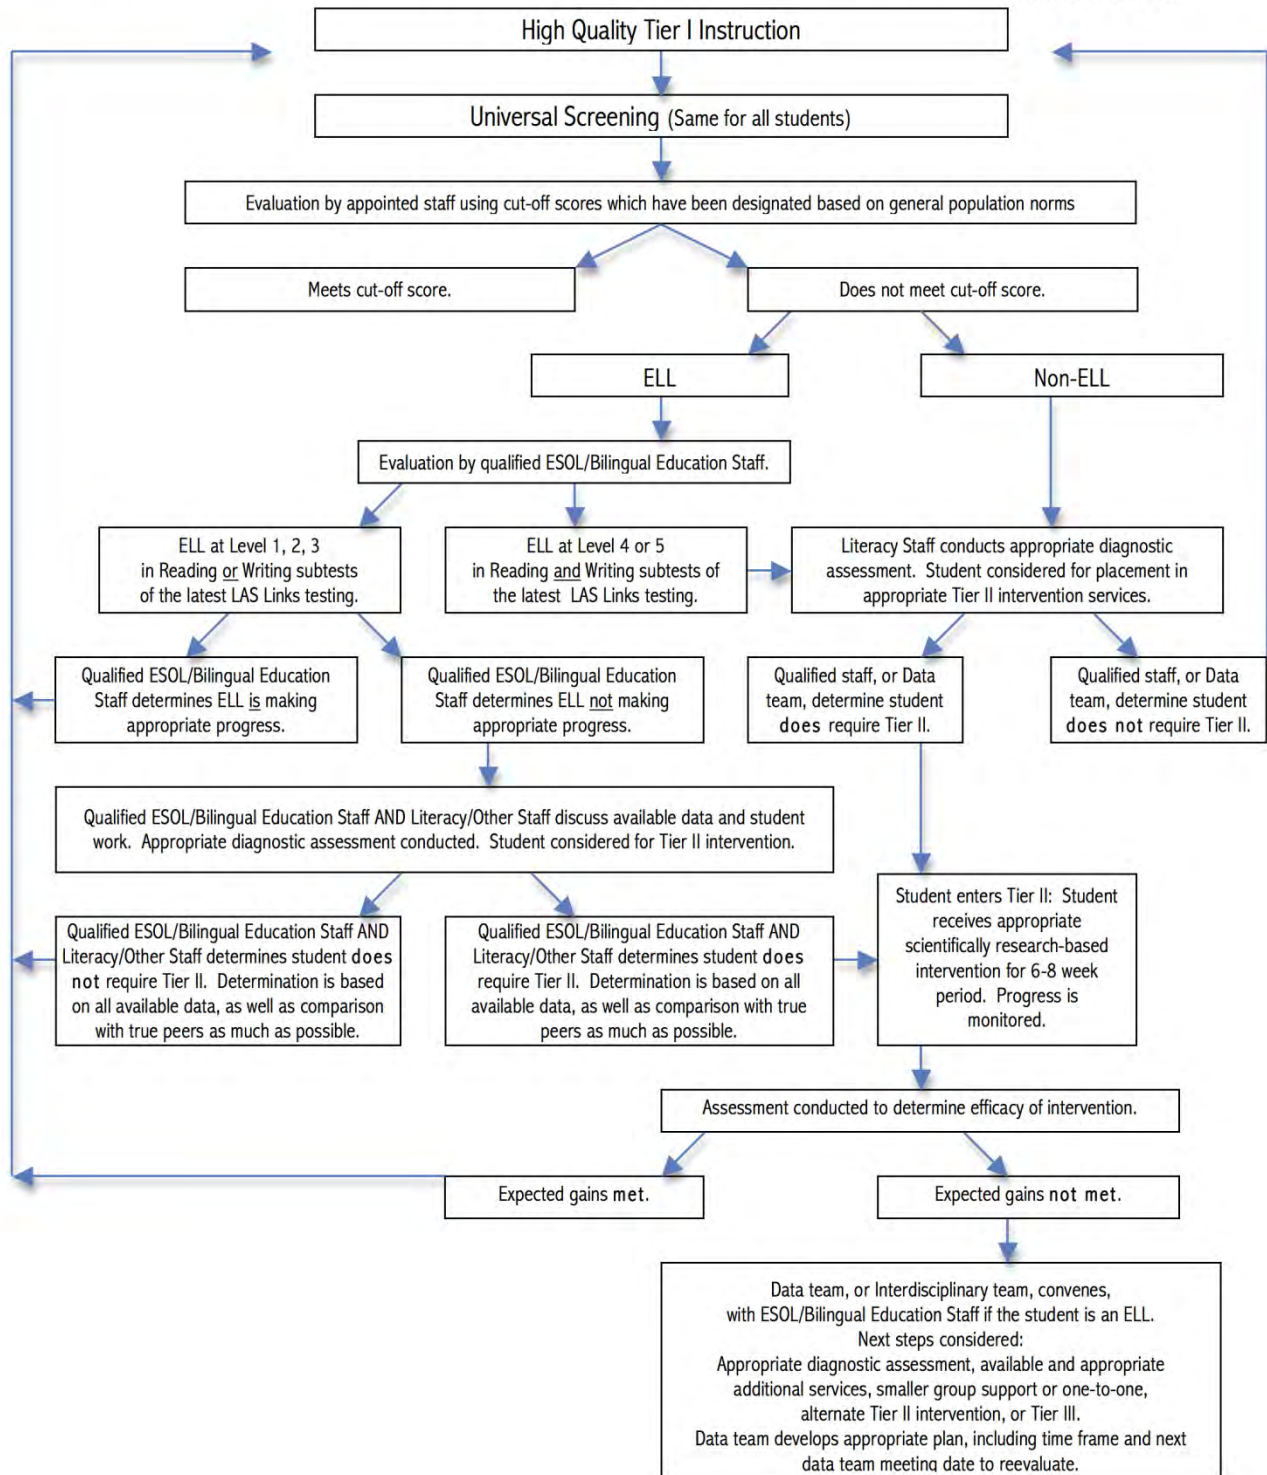 High Quality Tier I Instruction
Universal Screening (Same for all students)
Evaluation by appointed staff using cut-off scores which have been designated based on general population norms
Meets cut-off score.
Does not meet cut-off score.
ELL
Non-ELL
Evaluation by qualified ESOL/Bilingual Education Staff.
ELL at Level 1, 2, 3
in Reading or Writing subtests
of the latest LAS Links testing.
ELL at Level 4 or 5
in Reading and Writing subtests of
the latest LAS Links testing.
Literacy Staff conducts appropriate diagnostic
assessment. Student considered for placement in
appropriate Tier II intervention services.
Qualified ESOL/Bilingual Education
Staff determines ELL is making
appropriate progress.
Qualified ESOL/Bilingual Education
Staff determines ELL not making
appropriate progress.
Qualified staff, or Data
team, determine student
does require Tier II.
Qualified staff, or Data
team, determine student
does not require Tier II.
Qualified ESOL/Bilingual Education Staff AND Literacy/Other Staff discuss available data and student
work. Appropriate diagnostic assessment conducted. Student considered for Tier II intervention.
Qualified ESOL/Bilingual Education Staff AND
Literacy/Other Staff determines student does
not require Tier II. Determination is based
on all available data, as well as comparison
with true peers as much as possible.
Qualified ESOL/Bilingual Education Staff AND
Literacy/Other Staff determines student does
require Tier II. Determination is based on all
available data, as well as comparison with true
peers as much as possible.
Student enters Tier II: Student
receives appropriate
scientifically research-based
intervention for 6-8 week
period. Progress is
monitored.
Assessment conducted to determine efficacy of intervention.
Expected gains met.
Expected gains not met.
Data team, or Interdisciplinary team, convenes,
with ESOL/Bilingual Education Staff if the student is an ELL.
Next steps considered:
Appropriate diagnostic assessment, available and appropriate
additional services, smaller group support or one-to-one,
alternate Tier II intervention, or Tier III.
Data team develops appropriate plan, including time frame and next
data team meeting date to reevaluate.